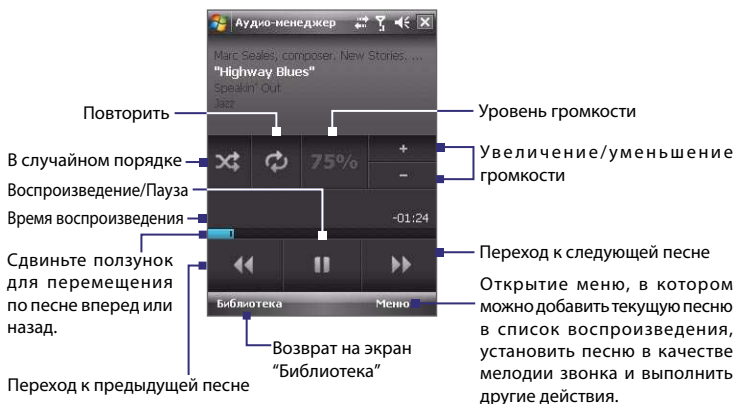 Аудио-менеджер
Marc Seales, composer. New Stories. ...
"Highway Blues"
Speakin' Out
Jazz
Повторить
Уровень громкости
75%
+
−
В случайном порядке
Увеличение/уменьшение
громкости
Воспроизведение/Пауза
Время воспроизведения
-01:24
Сдвиньте ползунок
для перемещения
по песне вперед или
назад.
Переход к следующей песне
Библиотека
Меню
Открытие меню, в котором
можно добавить текущую песню
в список воспроизведения,
установить песню в качестве
мелодии звонка и выполнить
другие действия.
Возврат на экран
“Библиотека”
Переход к предыдущей песне